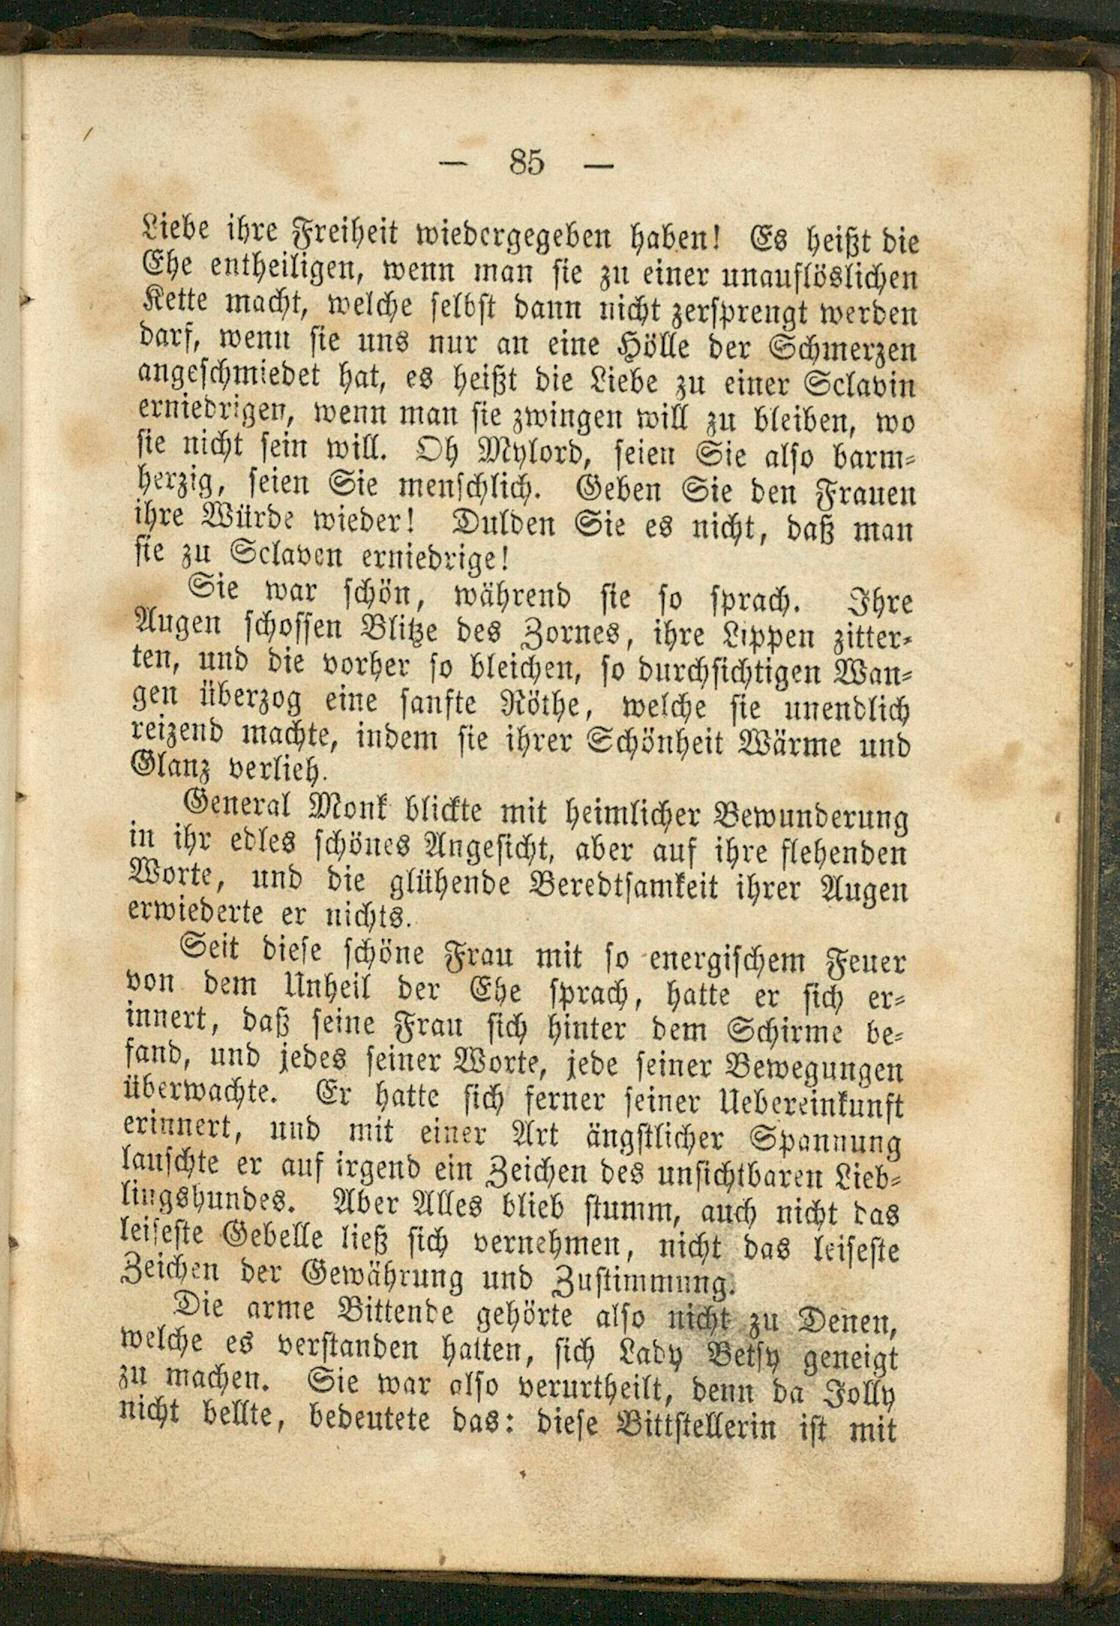 — 85 —
Liebe ihre Freiheit wiedergegeben haben! Es heißt die
Ehe entheiligen, wenn man sie zu einer unauflöslichen
Kette macht, welche selbst dann nicht zersprengt werden
darf, wenn sie uns nur an eine Hölle der Schmerzen
angeschmiedet hat, es heißt die Liebe zu einer Sclavin
erniedrigen, wenn man sie zwingen will zu bleiben, wo
sie nicht sein will. Oh Mylord, seien Sie also barm-
herzig, seien Sie menschlich. Geben Sie den Frauen
ihre Würde wieder! Dulden Sie es nicht, daß man
sie zu Sclaven erniedrige!
Sie war schön, während sie so sprach. Ihre
Augen schossen Blitze des Zornes, ihre Lippen zitter-
ten, und die vorher so bleichen, so durchsichtigen Wan-
gen überzog eine sanfte Röthe, welche sie unendlich
reizend machte, indem sie ihrer Schönheit Wärme und
Glanz verlieh.
General Monk blickte mit heimlicher Bewunderung
in ihr edles schönes Angesicht, aber auf ihre flehenden
Worte, und die glühende Beredtsamkeit ihrer Augen
erwiederte er nichts.
Seit diese schöne Frau mit so energischem Feuer
von dem Unheil der Ehe sprach, hatte er sich er-
innert, daß seine Frau sich hinter dem Schirme be-
fand, und jedes seiner Worte, jede seiner Bewegungen
überwachte. Er hatte sich ferner seiner Uebereinkunft
erinnert, und mit einer Art ängstlicher Spannung
lauschte er auf irgend ein Zeichen des unsichtbaren Lieb-
lingshundes. Aber Alles blieb stumm, auch nicht das
leiseste Gebelle ließ sich vernehmen, nicht das leiseste
Zeichen der Gewährung und Zustimmung.
Die arme Bittende gehörte also nicht zu Denen,
welche es verstanden hatten, sich Lady Betsy geneigt
zu machen. Sie war also verurtheilt, denn da Jolly
nicht bellte, bedeutete das: diese Bittstellerin ist mit